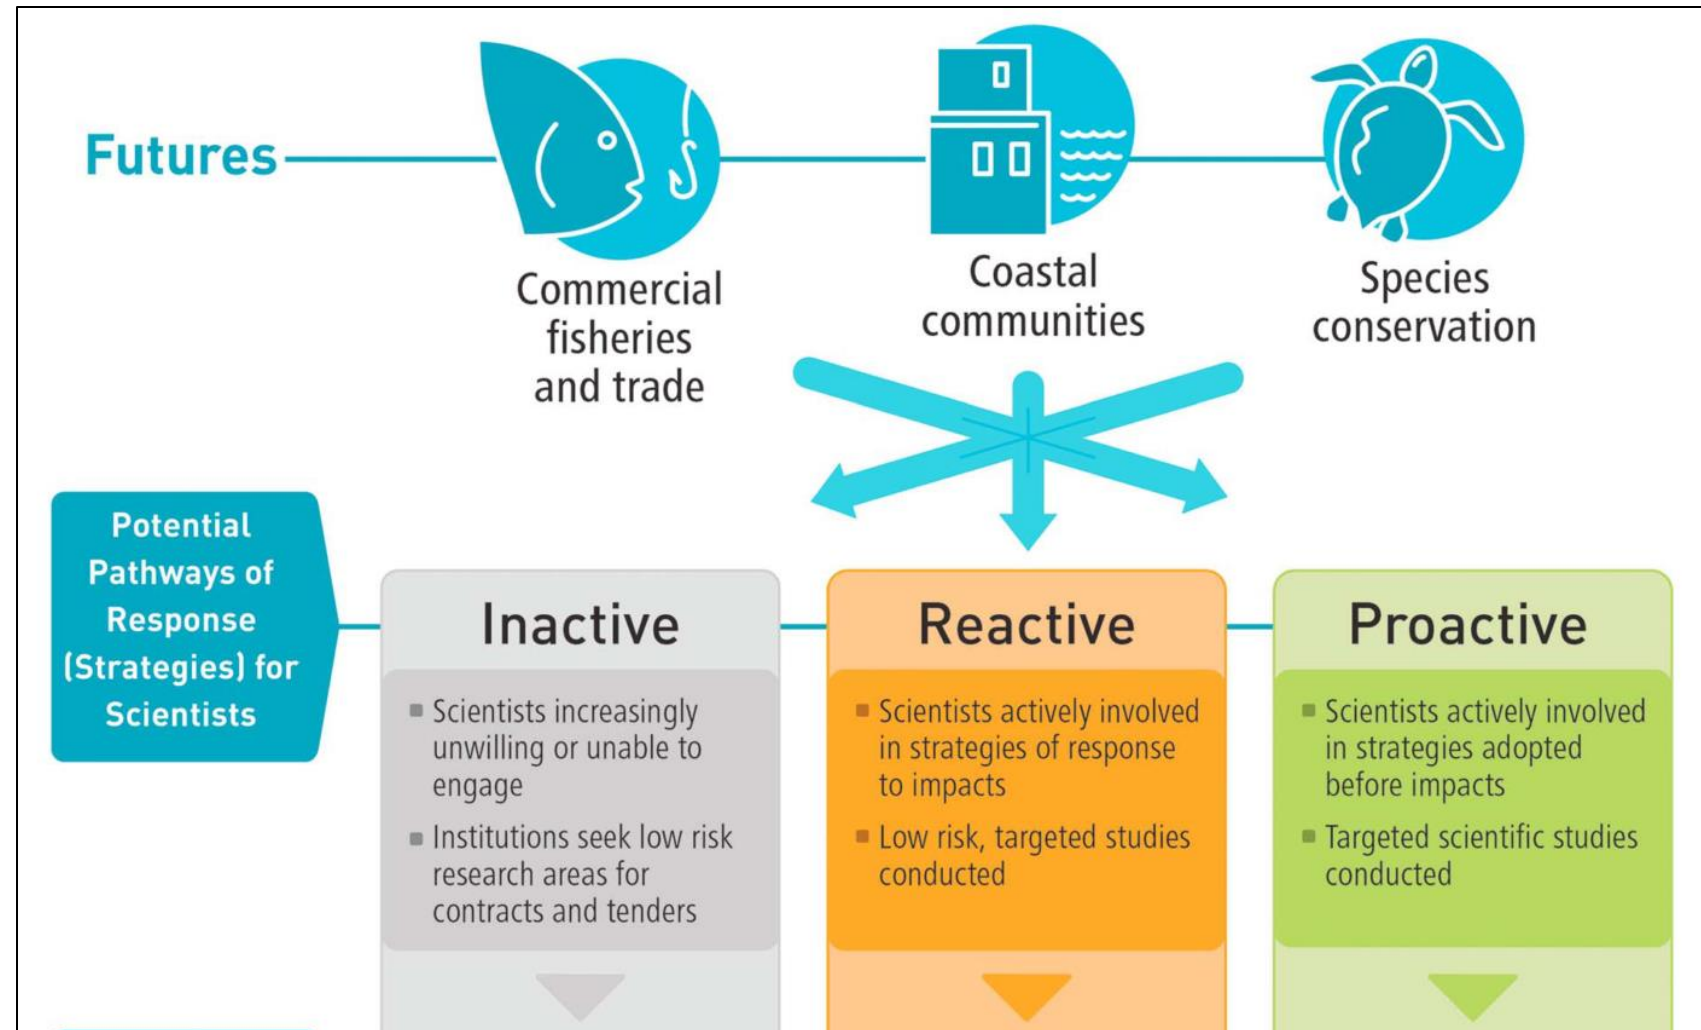 Futures
Commercial
fisheries
and trade
Coastal
communities
Species
conservation
Potential
Pathways of
Response
(Strategies) for
Scientists
Inactive
Scientists increasingly
unwilling or unable to
engage
Institutions seek low risk
research areas for
contracts and tenders
Reactive
Scientists actively involved
in strategies of response
to impacts
Low risk, targeted studies
conducted
Proactive
Scientists actively involved
in strategies adopted
before impacts
Targeted scientific studies
conducted